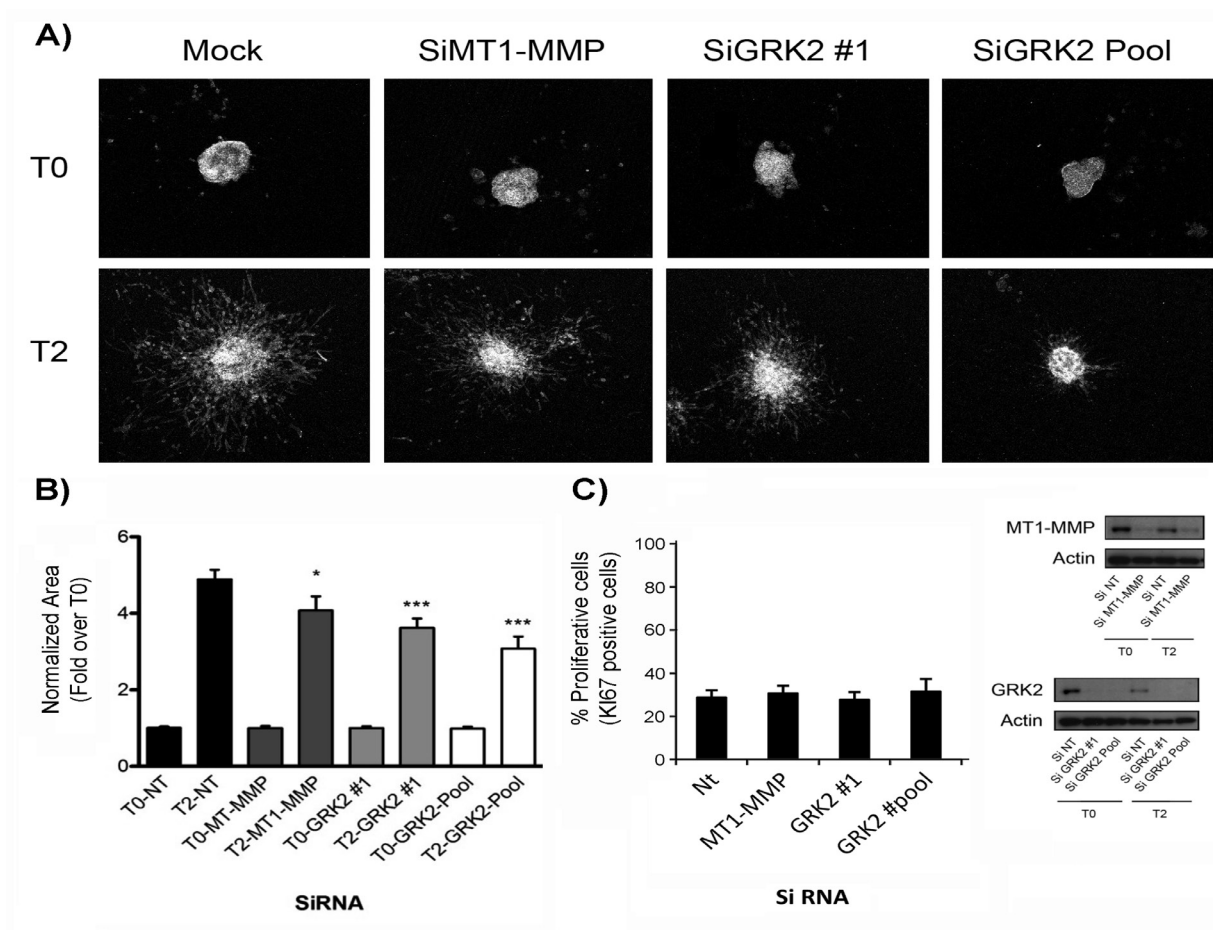 A)
Mock
SiMT1-MMP
SiGRK2 #1
SiGRK2 Pool
T0
T2
B)
Normalized Area
(Fold over T0)
6
4
2
0
*
***
***
T0-NT
T2-NT
T0-MT-MMP
T2-MT1-MMP
T0-GRK2 #1
T2-GRK2 #1
T0-GRK2-Pool
T2-GRK2-Pool
SiRNA
C)
% Proliferative cells
(KI67 positive cells)
100
80
60
40
20
0
Nt
MT1-MMP
GRK2 #1
GRK2 #pool
Si RNA
MT1-MMP
Actin
Si NT
Si MT1-MMP
Si NT
Si MT1-MMP
T0
T2
GRK2
Actin
Si NT
Si GRK2 #1
Si GRK2 Pool
Si NT
Si GRK2 #1
Si GRK2 Pool
T0
T2